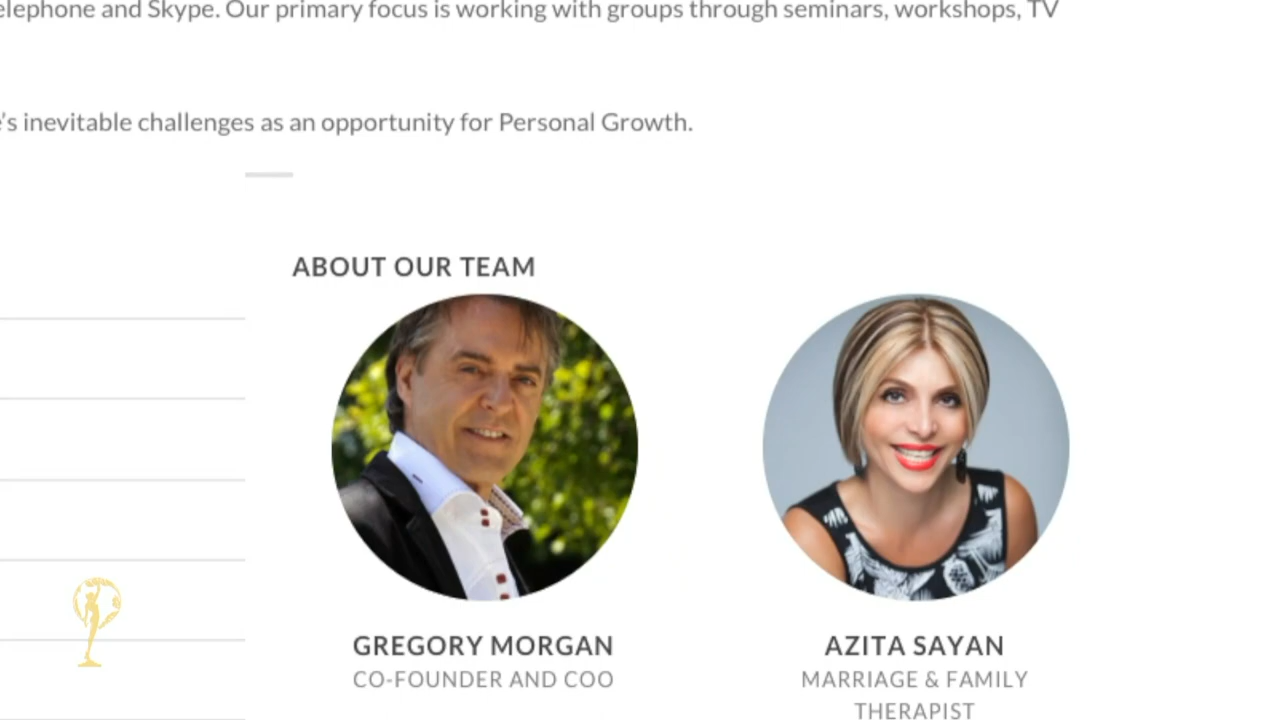 elephone and Skype. Our primary focus is working with groups through seminars, workshops, TV
's inevitable challenges as an opportunity for Personal Growth.
ABOUT OUR TEAM
GREGORY MORGAN
CO-FOUNDER AND COO
AZITA SAYAN
MARRIAGE & FAMILY
THERAPIST